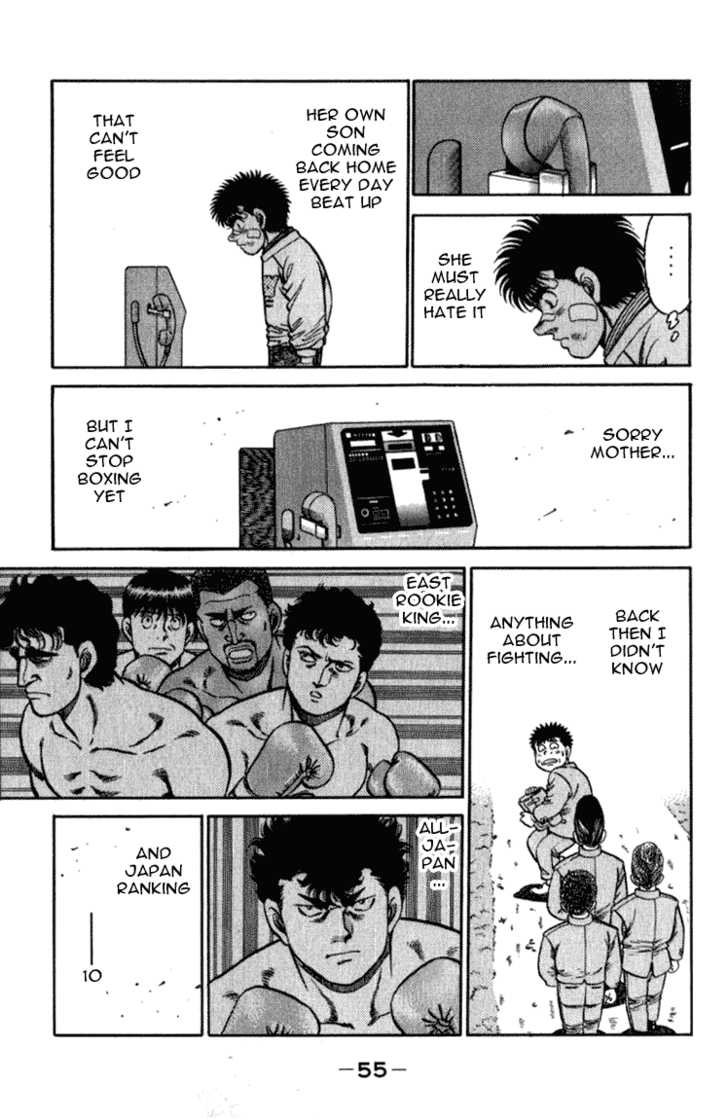 HER OWN
SON
COMING
BACK HOME
EVERY DAY
BEAT UP
THAT
CAN'T
FEEL
GOOD
....
SHE
MUST
REALLY
HATE IT
SORRY
MOTHER...
BUT I
CAN'T
STOP
BOXING
YET
BACK
THEN I
DIDN'T
KNOW
ANYTHING
ABOUT
FIGHTING...
EAST
ROOKIE
KING...
ALL-
JA-
PAN
...
AND
JAPAN
RANKING
10
—55—